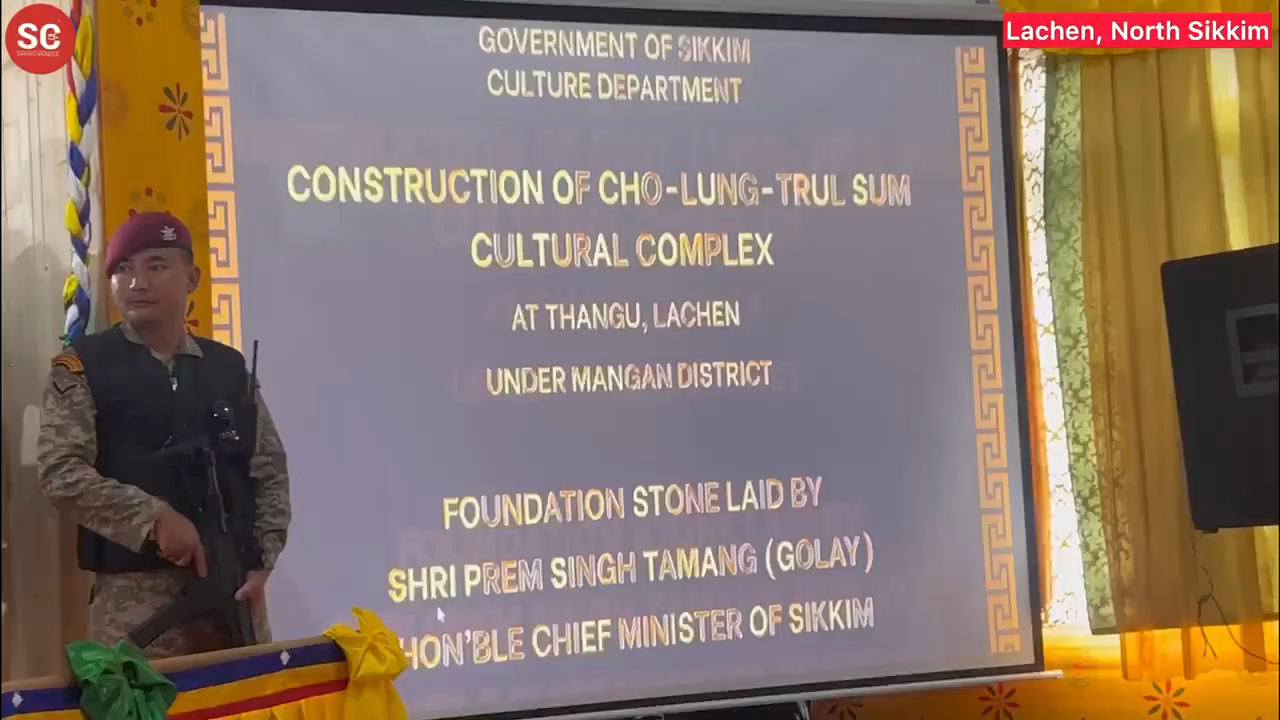 SC
Lachen, North Sikkim
GOVERNMENT OF SIKKIM
CULTURE DEPARTMENT
CONSTRUCTION OF CHO-LUNG-TRUL SUM
CULTURAL COMPLEX
AT THANGU, LACHEN
UNDER MANGAN DISTRICT
FOUNDATION STONE LAID BY
SHRI PREM SINGH TAMANG (GOLAY)
HON'BLE CHIEF MINISTER OF SIKKIM